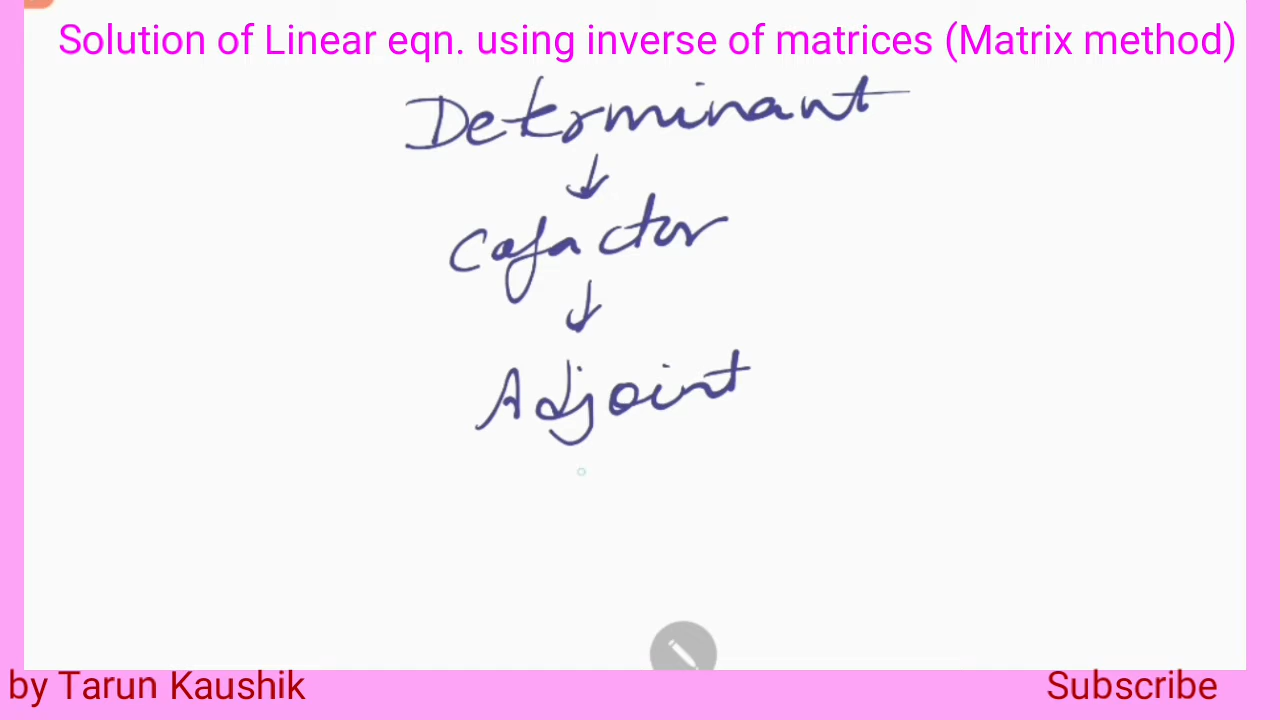 Solution of Linear eqn. using inverse of matrices (Matrix method)
Determinant
↓
Cofactor
↓
Adjoint
by Tarun Kaushik
Subscribe